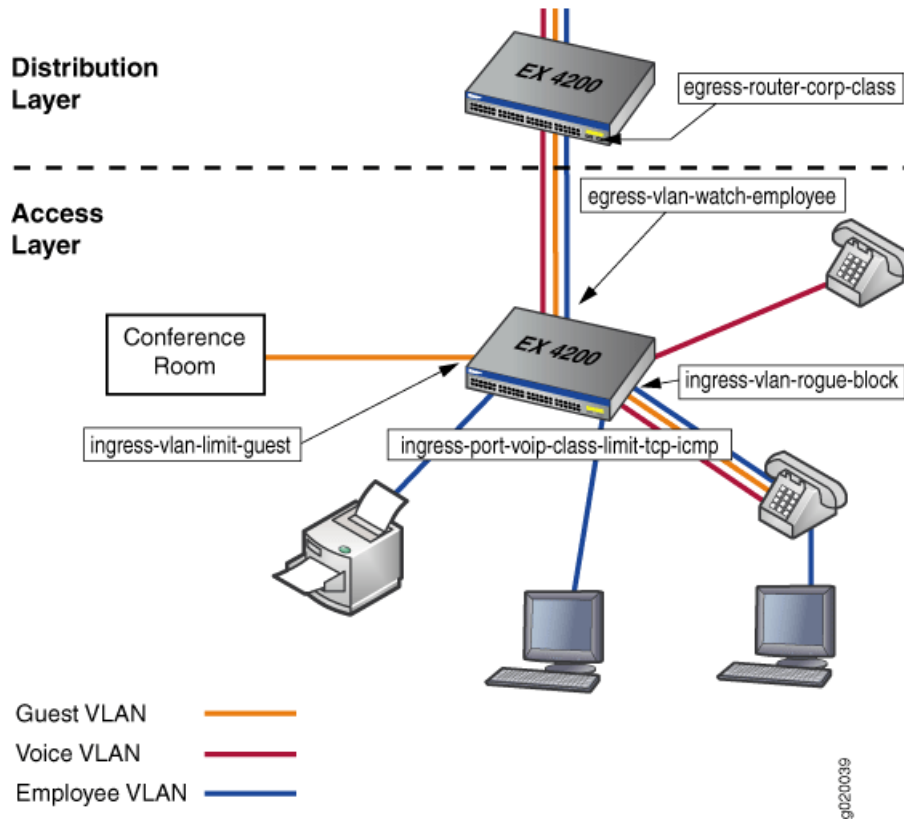 Distribution
Layer
EX 4200
egress-router-corp-class
Access
Layer
egress-vlan-watch-employee
Conference
Room
EX 4200
ingress-vlan-rogue-block
ingress-vlan-limit-guest
ingress-port-voip-class-limit-tcp-icmp
Guest VLAN
Voice VLAN
Employee VLAN
g020039